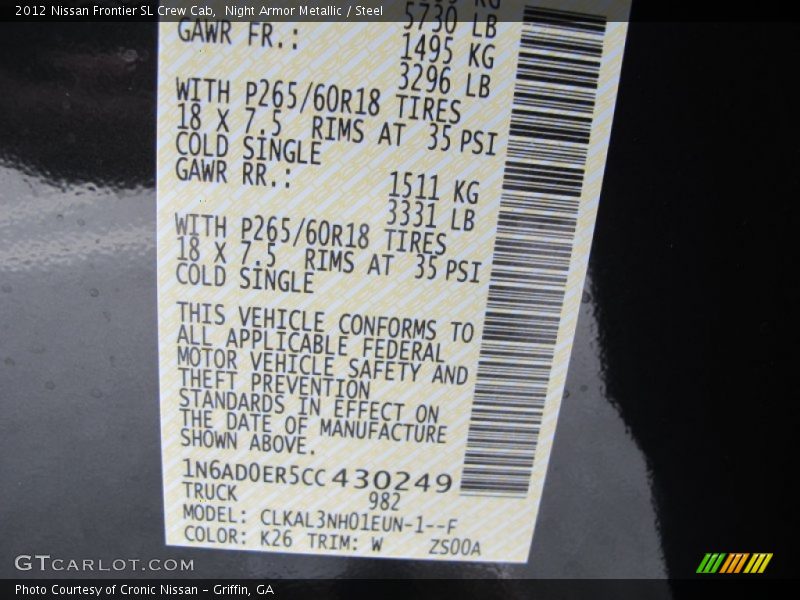 2012 Nissan Frontier SL Crew Cab, Night Armor Metallic / Steel
5730 LB
GAWR FR.:
1495 KG
3296 LB
WITH P265/60R18 TIRES
18 X 7.5 RIMS AT 35 PSI
COLD SINGLE
GAWR RR.:
1511 KG
3331 LB
WITH P265/60R18 TIRES
18 X 7.5 RIMS AT 35 PSI
COLD SINGLE
THIS VEHICLE CONFORMS TO
ALL APPLICABLE FEDERAL
MOTOR VEHICLE SAFETY AND
THEFT PREVENTION
STANDARDS IN EFFECT ON
THE DATE OF MANUFACTURE
SHOWN ABOVE.
1N6AD0ER5CC430249
TRUCK 982
MODEL: CLKAL3NH01EUN-1--F
COLOR: K26 TRIM: W ZS00A
GTCARLOT.COM
Photo Courtesy of Cronic Nissan - Griffin, GA